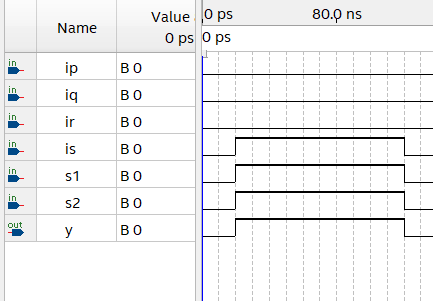 Name
Value
0 ps
0 ps
80.0 ns
0 ps
in ip B 0
in iq B 0
in ir B 0
in is B 0
in s1 B 0
in s2 B 0
out y B 0